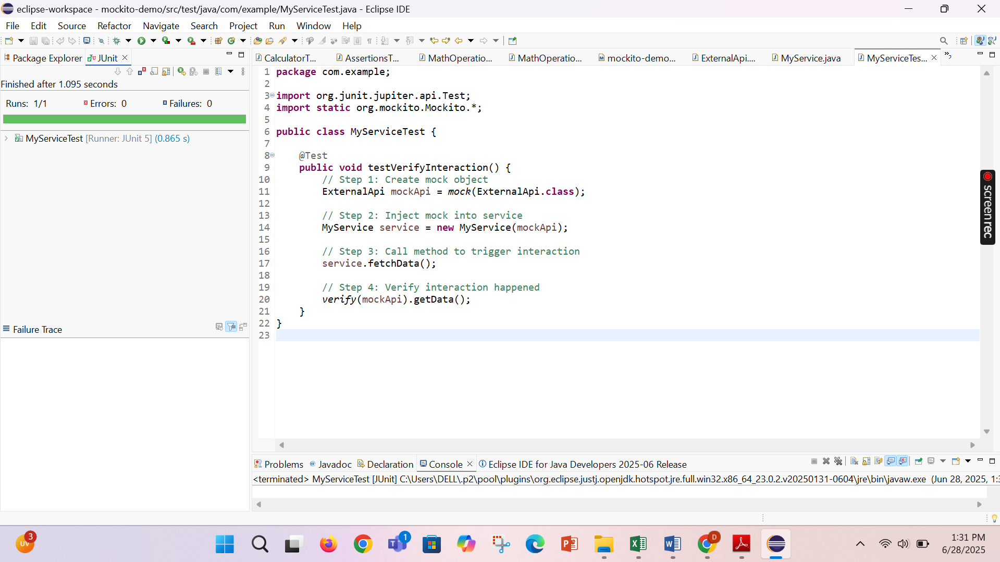 eclipse-workspace - mockito-demo/src/test/java/com/example/MyServiceTest.java - Eclipse IDE
File Edit Source Refactor Navigate Search Project Run Window Help
Package Explorer JUnit
Finished after 1.095 seconds
Runs: 1/1 Errors: 0 Failures: 0
MyServiceTest [Runner: JUnit 5] (0.865 s)
Failure Trace
CalculatorT... AssertionsT... MathOperatio... MathOperatio... mockito-demo... ExternalApi.... MyService.java MyServiceTes...
1 package com.example;
2
3 import org.junit.jupiter.api.Test;
4 import static org.mockito.Mockito.*;
5
6 public class MyServiceTest {
7
8 @Test
9 public void testVerifyInteraction() {
10 // Step 1: Create mock object
11 ExternalApi mockApi = mock(ExternalApi.class);
12
13 // Step 2: Inject mock into service
14 MyService service = new MyService(mockApi);
15
16 // Step 3: Call method to trigger interaction
17 service.fetchData();
18
19 // Step 4: Verify interaction happened
20 verify(mockApi).getData();
21 }
22 }
23
screenrec
Problems Javadoc Declaration Console Eclipse IDE for Java Developers 2025-06 Release
<terminated> MyServiceTest [JUnit] C:\Users\DELL\.p2\pool\plugins\org.eclipse.justj.openjdk.hotspot.jre.full.win32.x86_64_23.0.2.v20250131-0604\jre\bin\javaw.exe (Jun 28, 2025, 1:3
UV 3
1
D
1:31 PM
6/28/2025